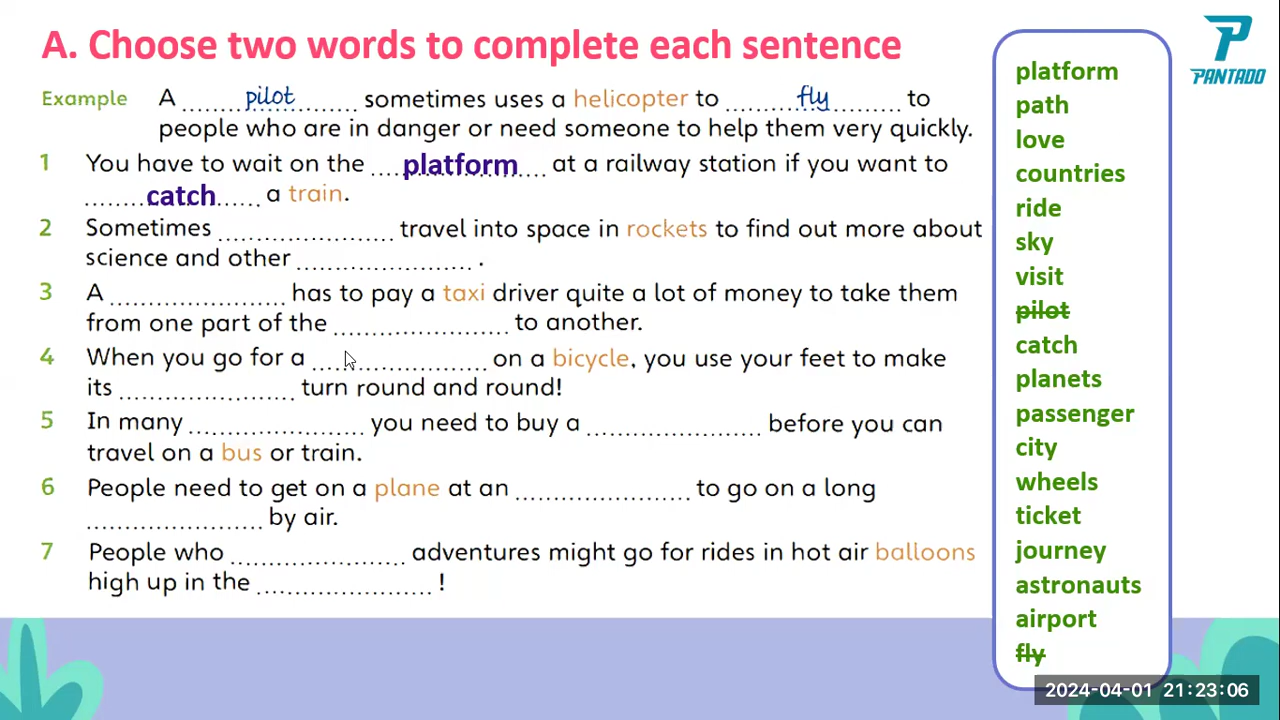 A. Choose two words to complete each sentence
PANTADO
Example A pilot sometimes uses a helicopter to fly to
people who are in danger or need someone to help them very quickly.
1 You have to wait on the platform at a railway station if you want to
catch a train.
2 Sometimes .................... travel into space in rockets to find out more about
science and other .................... .
3 A .................... has to pay a taxi driver quite a lot of money to take them
from one part of the .................... to another.
4 When you go for a .................... on a bicycle, you use your feet to make
its .................... turn round and round!
5 In many .................... you need to buy a .................... before you can
travel on a bus or train.
6 People need to get on a plane at an .................... to go on a long
.................... by air.
7 People who .................... adventures might go for rides in hot air balloons
high up in the .................... !
platform
path
love
countries
ride
sky
visit
pilot
catch
planets
passenger
city
wheels
ticket
journey
astronauts
airport
fly
2024-04-01 21:23:06